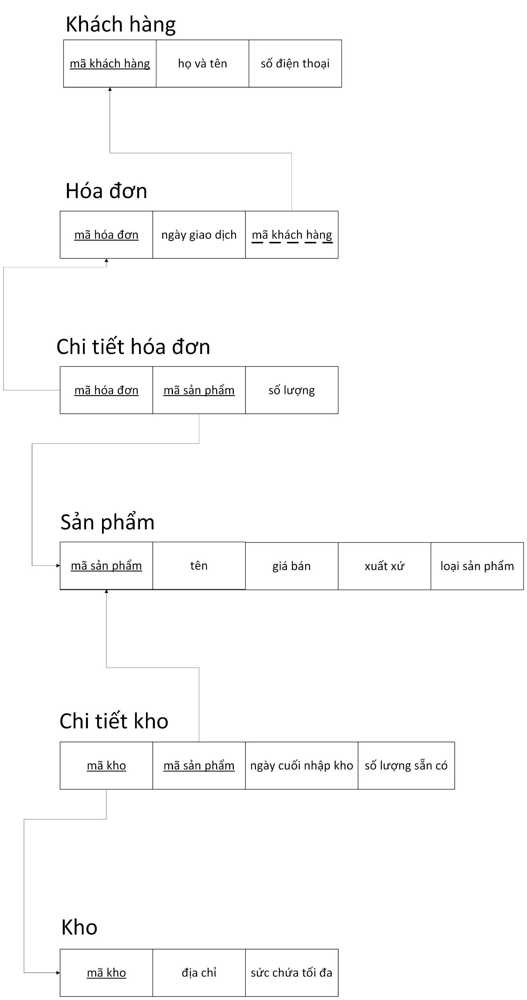 Khách hàng
mã khách hàng họ và tên số điện thoại
Hóa đơn
mã hóa đơn ngày giao dịch mã khách hàng
Chi tiết hóa đơn
mã hóa đơn mã sản phẩm số lượng
Sản phẩm
mã sản phẩm tên giá bán xuất xứ loại sản phẩm
Chi tiết kho
mã kho mã sản phẩm ngày cuối nhập kho số lượng sẵn có
Kho
mã kho địa chỉ sức chứa tối đa